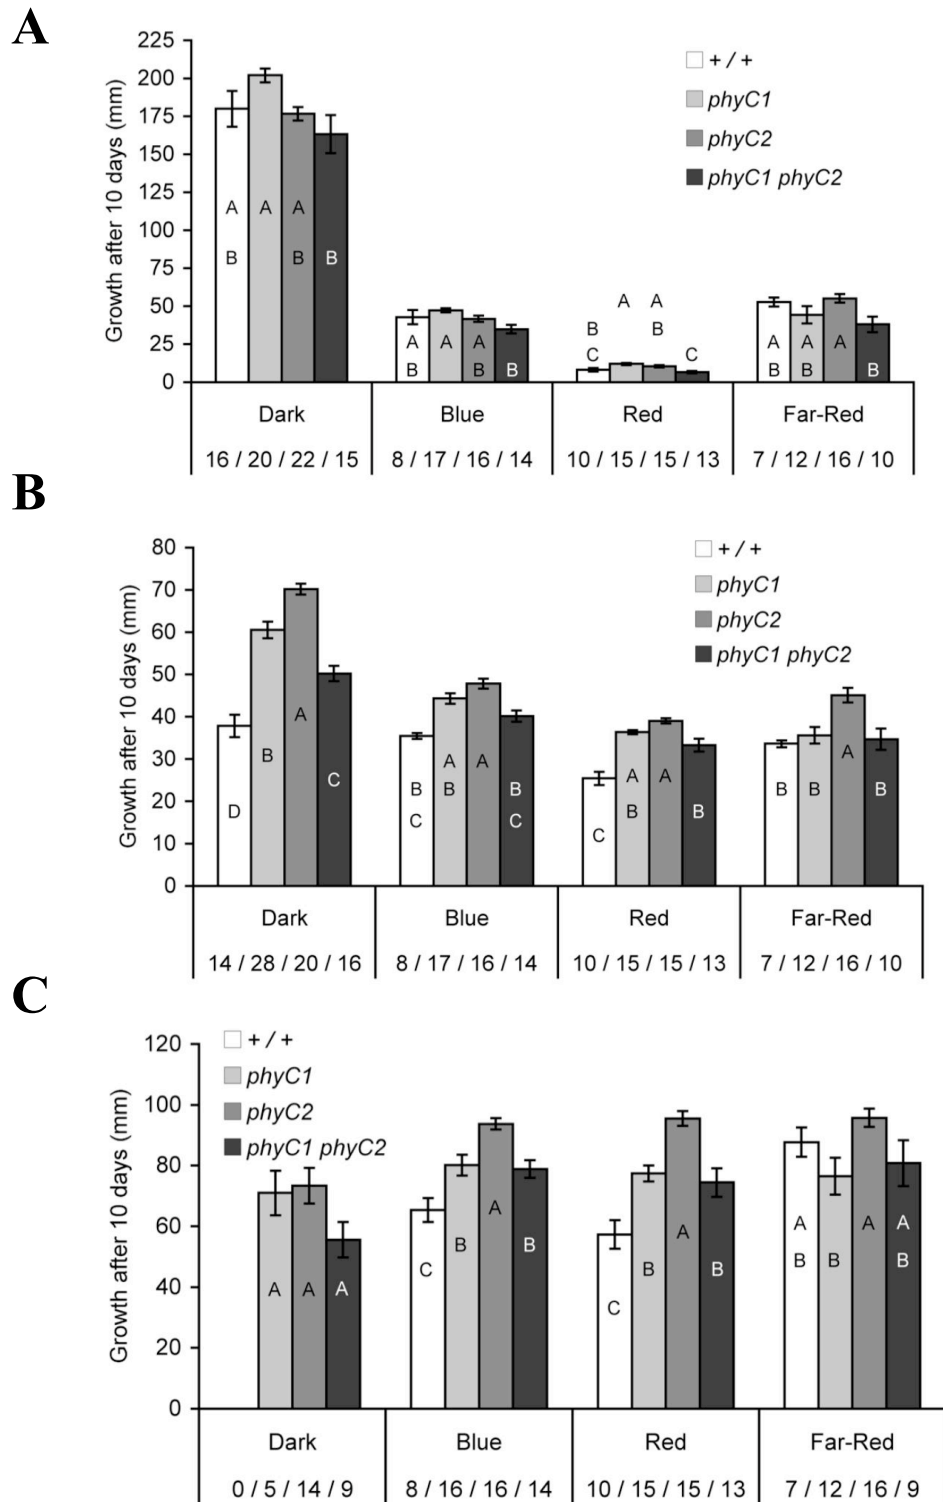 A
Growth after 10 days (mm)
225
200
175
150
125
100
75
50
25
0
+ / +
phyC1
phyC2
phyC1 phyC2
A A A
B B B
A A A
B B B
A A
B B
C C
A A A
B B B
Dark Blue Red Far-Red
16 / 20 / 22 / 15 8 / 17 / 16 / 14 10 / 15 / 15 / 13 7 / 12 / 16 / 10
B
Growth after 10 days (mm)
80
70
60
50
40
30
20
10
0
+ / +
phyC1
phyC2
phyC1 phyC2
D B A C
A A
B B B
C C
A A
B B
C
A
B B B
Dark Blue Red Far-Red
14 / 28 / 20 / 16 8 / 17 / 16 / 14 10 / 15 / 15 / 13 7 / 12 / 16 / 10
C
Growth after 10 days (mm)
120
100
80
60
40
20
0
+ / +
phyC1
phyC2
phyC1 phyC2
A A A
C B A B
C B A B
A A A
B B B
Dark Blue Red Far-Red
0 / 5 / 14 / 9 8 / 16 / 16 / 14 10 / 15 / 15 / 13 7 / 12 / 16 / 9